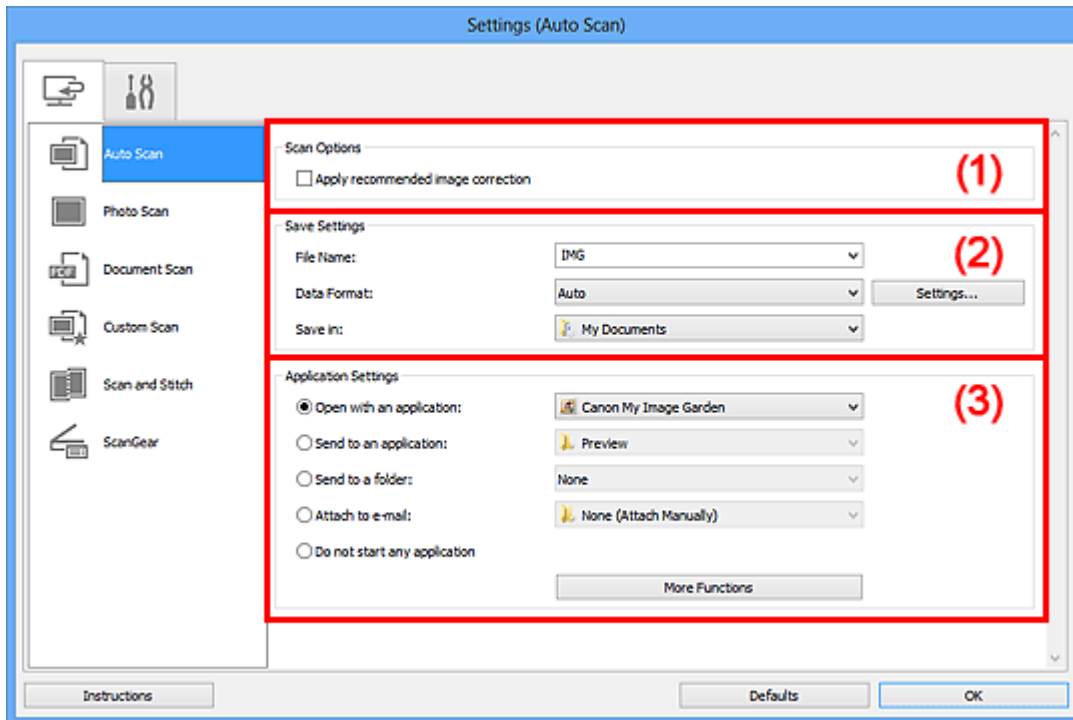 Settings (Auto Scan)
Auto Scan
Photo Scan
Document Scan
Custom Scan
Scan and Stitch
ScanGear
Scan Options
Apply recommended image correction
(1)
Save Settings
(2)
File Name: IMG
Data Format: Auto Settings...
Save in: My Documents
Application Settings
(3)
Open with an application: Canon My Image Garden
Send to an application: Preview
Send to a folder: None
Attach to e-mail: None (Attach Manually)
Do not start any application
More Functions
Instructions Defaults OK